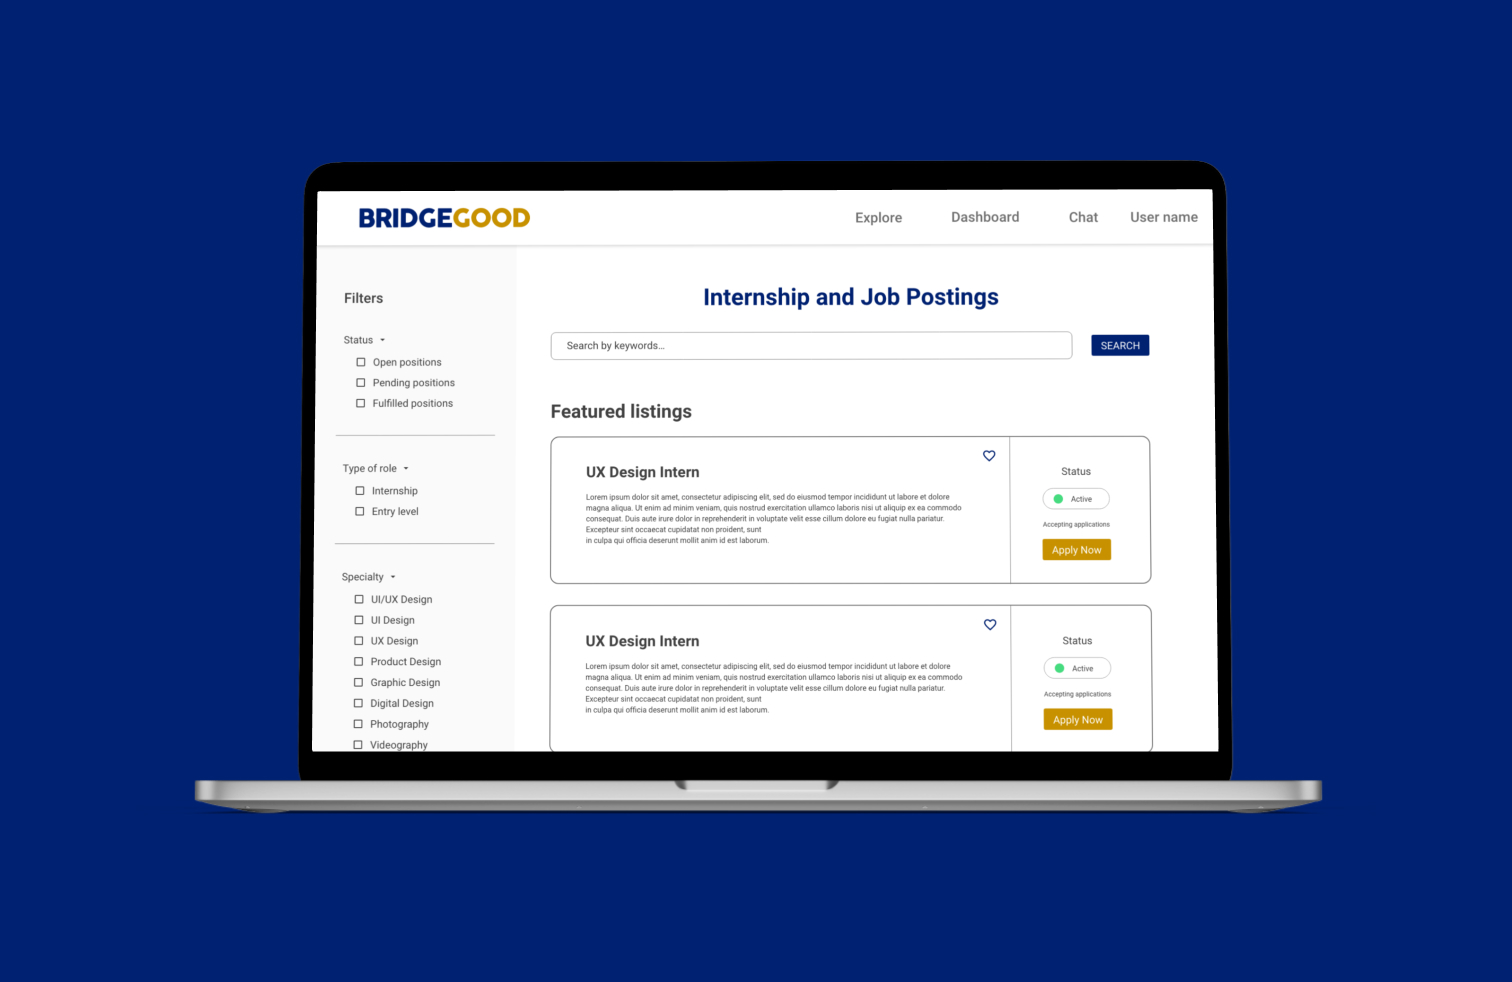 BRIDGEGOOD
Explore
Dashboard
Chat
User name
Filters
Status
Open positions
Pending positions
Fulfilled positions
Type of role
Internship
Entry level
Specialty
UI/UX Design
UI Design
UX Design
Product Design
Graphic Design
Digital Design
Photography
Videography
Internship and Job Postings
Search by keywords...
SEARCH
Featured listings
UX Design Intern
Lorem ipsum dolor sit amet, consectetur adipiscing elit, sed do eiusmod tempor incididunt ut labore et dolore
magna aliqua. Ut enim ad minim veniam, quis nostrud exercitation ullamco laboris nisi ut aliquip ex ea commodo
consequat. Duis aute irure dolor in reprehenderit in voluptate velit esse cillum dolore eu fugiat nulla pariatur.
Excepteur sint occaecat cupidatat non proident, sunt
in culpa qui officia deserunt mollit anim id est laborum.
Status
Active
Accepting applications
Apply Now
UX Design Intern
Lorem ipsum dolor sit amet, consectetur adipiscing elit, sed do eiusmod tempor incididunt ut labore et dolore
magna aliqua. Ut enim ad minim veniam, quis nostrud exercitation ullamco laboris nisi ut aliquip ex ea commodo
consequat. Duis aute irure dolor in reprehenderit in voluptate velit esse cillum dolore eu fugiat nulla pariatur.
Excepteur sint occaecat cupidatat non proident, sunt
in culpa qui officia deserunt mollit anim id est laborum.
Status
Active
Accepting applications
Apply Now